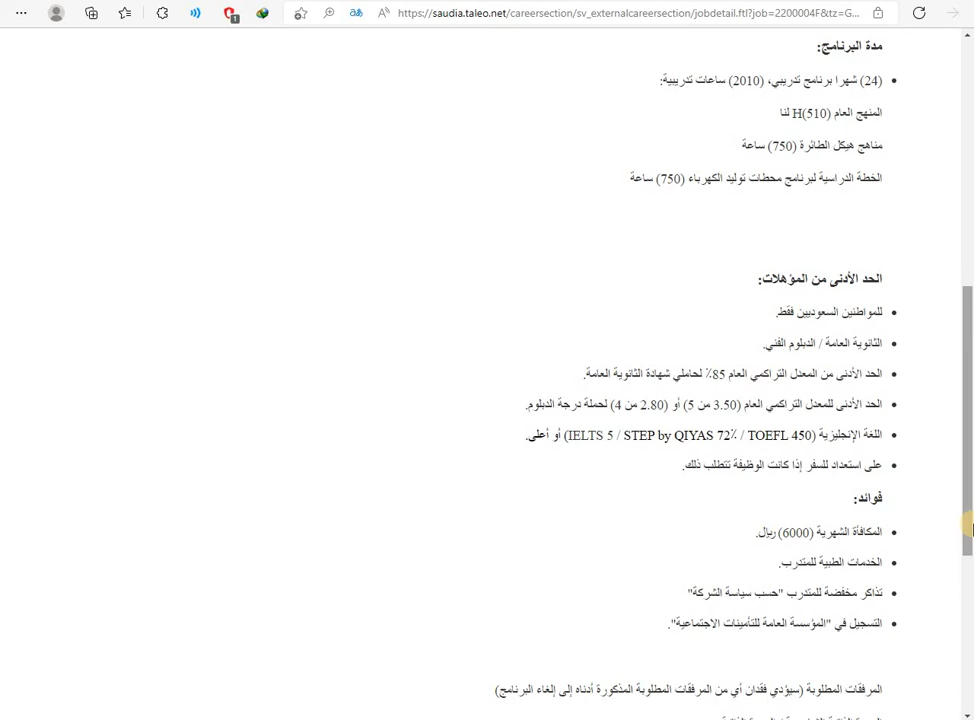 https://saudia.taleo.net/careersection/sv_externalcareersection/jobdetail.ftl?job=2200004F&tz=G...
مدة البرنامج:
(24) شهرا برنامج تدريبي، (2010) ساعات تدريبية:
المنهج العام (510)H لنا
مناهج هيكل الطائرة (750) ساعة
الخطة الدراسية لبرنامج محطات توليد الكهرباء (750) ساعة
الحد الأدنى من المؤهلات:
للمواطنين السعوديين فقط.
الثانوية العامة / الدبلوم الفني.
الحد الأدنى من المعدل التراكمي العام 85٪ لحاملي شهادة الثانوية العامة.
الحد الأدنى للمعدل التراكمي العام (3.50 من 5) أو (2.80 من 4) لحملة درجة الدبلوم.
اللغة الإنجليزية (IELTS 5 / STEP by QIYAS 72٪ / TOEFL 450) أو أعلى.
على استعداد للسفر إذا كانت الوظيفة تتطلب ذلك.
فوائد:
المكافأة الشهرية (6000) ريال.
الخدمات الطبية للمتدرب.
تذاكر مخفضة للمتدرب "حسب سياسة الشركة"
التسجيل في "المؤسسة العامة للتأمينات الاجتماعية".
المرفقات المطلوبة (سيؤدي فقدان أي من المرفقات المطلوبة المذكورة أدناه إلى إلغاء البرنامج)